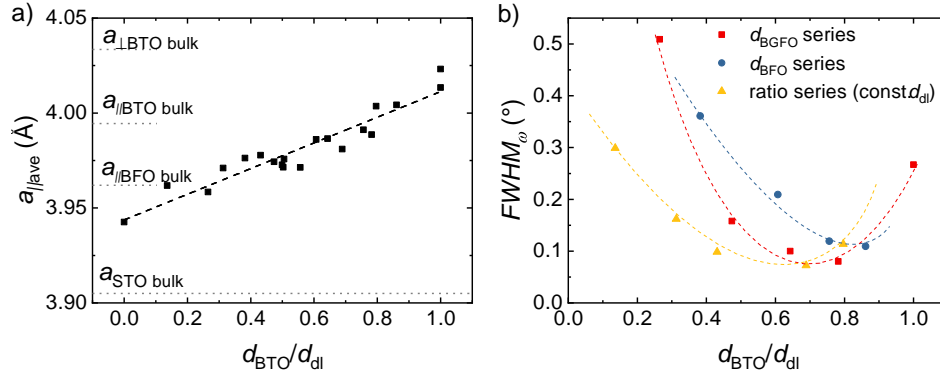 a)
4.05
4.00
3.95
3.90
a//ave (Å)
a⊥BTO bulk
a//BTO bulk
a//BFO bulk
aSTO bulk
0.0 0.2 0.4 0.6 0.8 1.0
dBTO/ddl
b)
0.5
0.4
0.3
0.2
0.1
0.0
FWHMω (°)
dBGFO series
dBFO series
ratio series (const.ddl)
0.0 0.2 0.4 0.6 0.8 1.0
dBTO/ddl